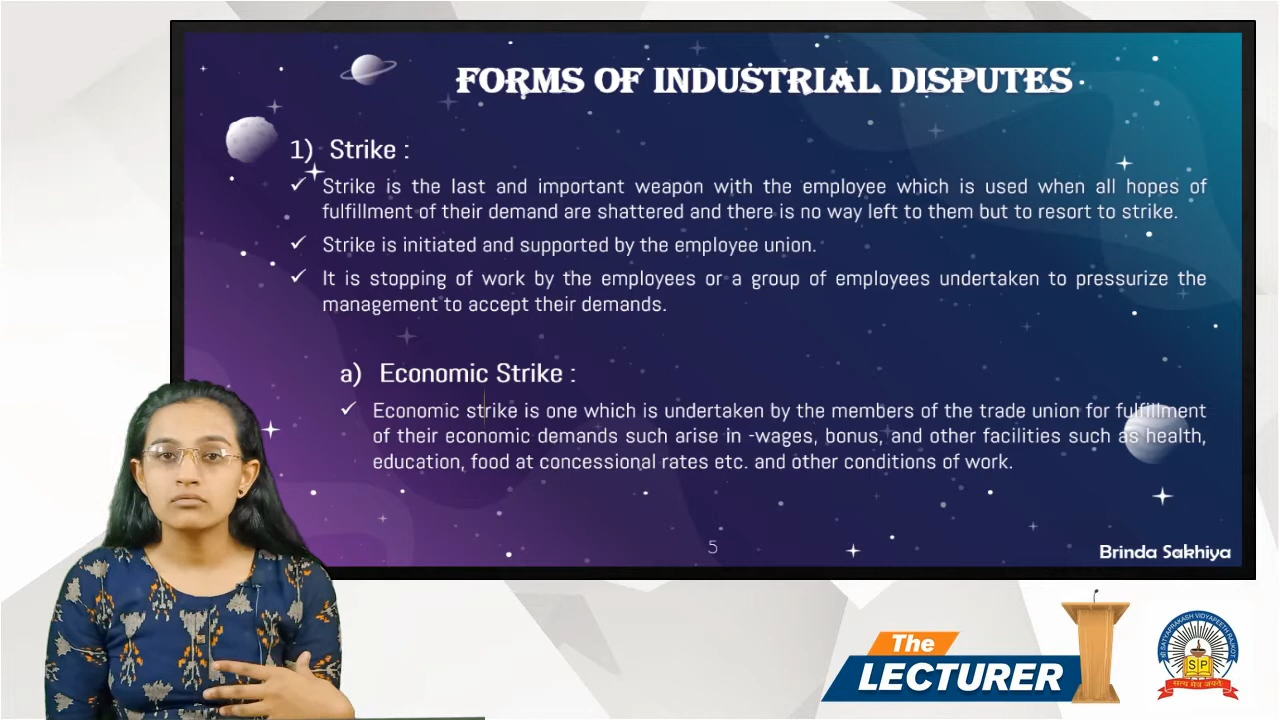 FORMS OF INDUSTRIAL DISPUTES
1) Strike :
✓ Strike is the last and important weapon with the employee which is used when all hopes of
fulfillment of their demand are shattered and there is no way left to them but to resort to strike.
✓ Strike is initiated and supported by the employee union.
✓ It is stopping of work by the employees or a group of employees undertaken to pressurize the
management to accept their demands.
a) Economic Strike :
✓ Economic strike is one which is undertaken by the members of the trade union for fulfillment
of their economic demands such arise in -wages, bonus, and other facilities such as health,
education, food at concessional rates etc. and other conditions of work.
5
Brinda Sakhiya
The
LECTURER
SATYAPRAKASH VIDYAPEETH RAJKOT
S P
सत्य मेव जयते